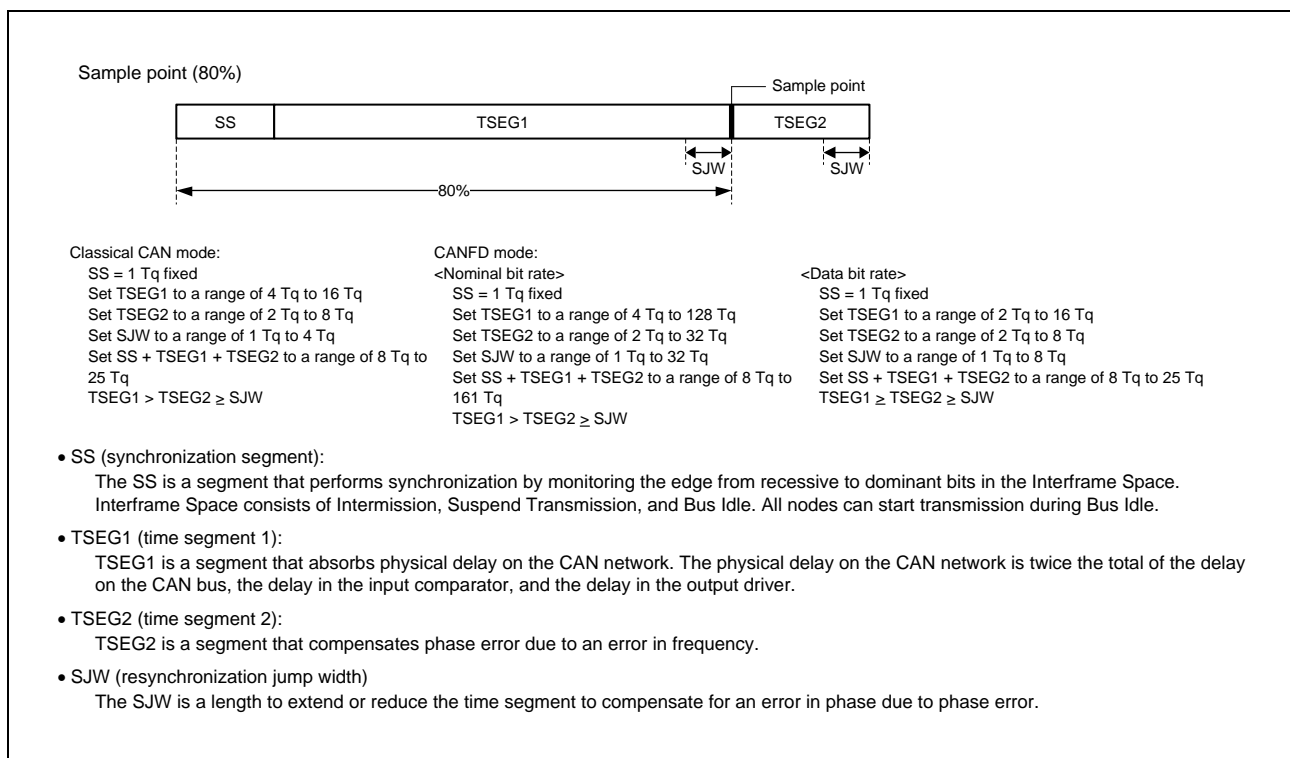 Sample point (80%)
Sample point
SS
TSEG1
TSEG2
SJW
SJW
80%
Classical CAN mode:
SS = 1 Tq fixed
Set TSEG1 to a range of 4 Tq to 16 Tq
Set TSEG2 to a range of 2 Tq to 8 Tq
Set SJW to a range of 1 Tq to 4 Tq
Set SS + TSEG1 + TSEG2 to a range of 8 Tq to
25 Tq
TSEG1 > TSEG2 ≥ SJW
CANFD mode:
<Nominal bit rate>
SS = 1 Tq fixed
Set TSEG1 to a range of 4 Tq to 128 Tq
Set TSEG2 to a range of 2 Tq to 32 Tq
Set SJW to a range of 1 Tq to 32 Tq
Set SS + TSEG1 + TSEG2 to a range of 8 Tq to
161 Tq
TSEG1 > TSEG2 ≥ SJW
<Data bit rate>
SS = 1 Tq fixed
Set TSEG1 to a range of 2 Tq to 16 Tq
Set TSEG2 to a range of 2 Tq to 8 Tq
Set SJW to a range of 1 Tq to 8 Tq
Set SS + TSEG1 + TSEG2 to a range of 8 Tq to 25 Tq
TSEG1 ≥ TSEG2 ≥ SJW
• SS (synchronization segment):
The SS is a segment that performs synchronization by monitoring the edge from recessive to dominant bits in the Interframe Space.
Interframe Space consists of Intermission, Suspend Transmission, and Bus Idle. All nodes can start transmission during Bus Idle.
• TSEG1 (time segment 1):
TSEG1 is a segment that absorbs physical delay on the CAN network. The physical delay on the CAN network is twice the total of the delay
on the CAN bus, the delay in the input comparator, and the delay in the output driver.
• TSEG2 (time segment 2):
TSEG2 is a segment that compensates phase error due to an error in frequency.
• SJW (resynchronization jump width)
The SJW is a length to extend or reduce the time segment to compensate for an error in phase due to phase error.